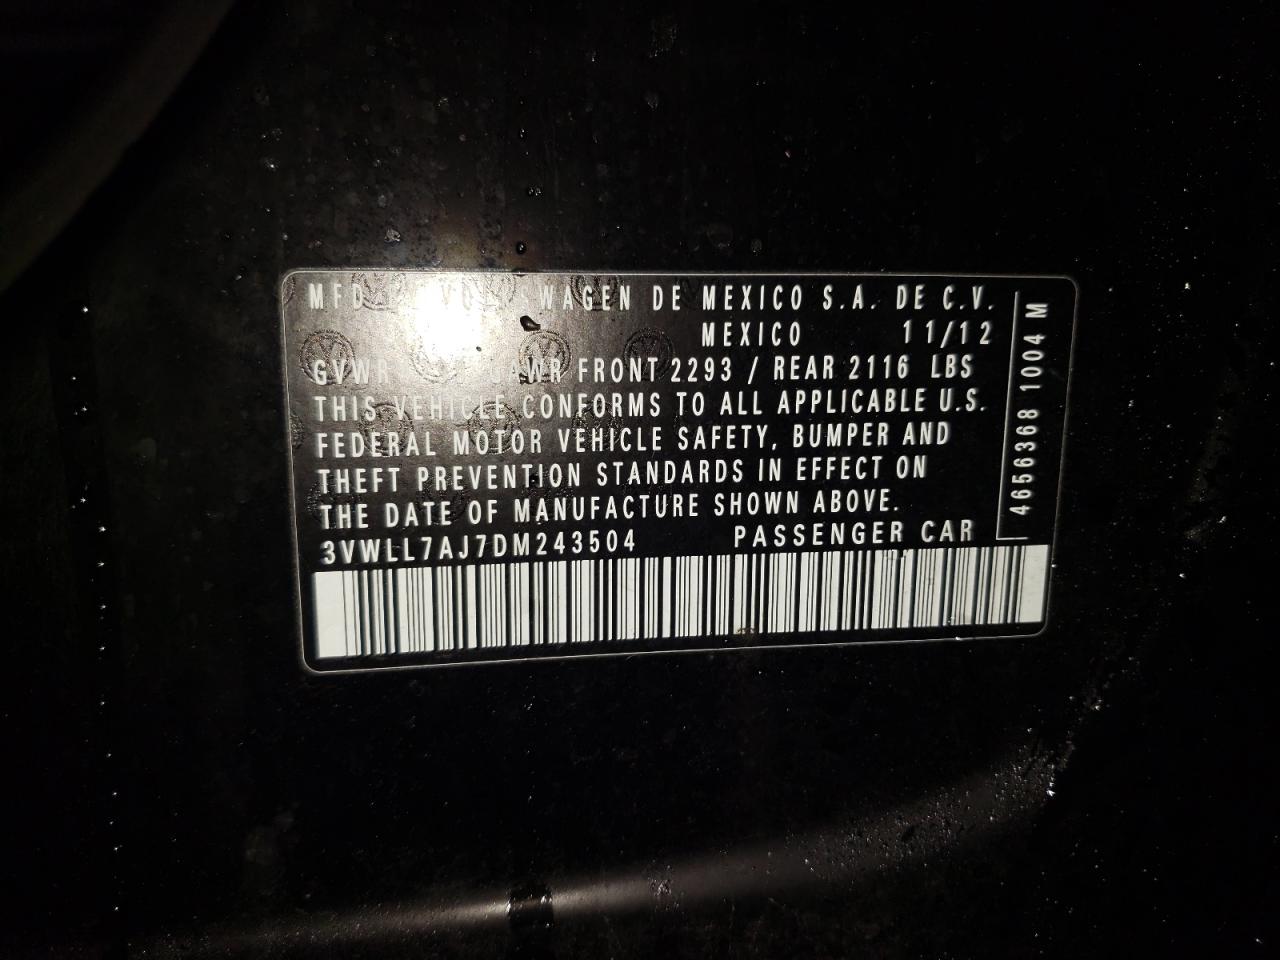 MFD VOLKSWAGEN DE MEXICO S.A. DE C.V.
MEXICO 11/12
GVWR GAWR FRONT 2293 / REAR 2116 LBS
THIS VEHICLE CONFORMS TO ALL APPLICABLE U.S.
FEDERAL MOTOR VEHICLE SAFETY, BUMPER AND
THEFT PREVENTION STANDARDS IN EFFECT ON
THE DATE OF MANUFACTURE SHOWN ABOVE.
3VWLL7AJ7DM243504 PASSENGER CAR
4656368 1004 M